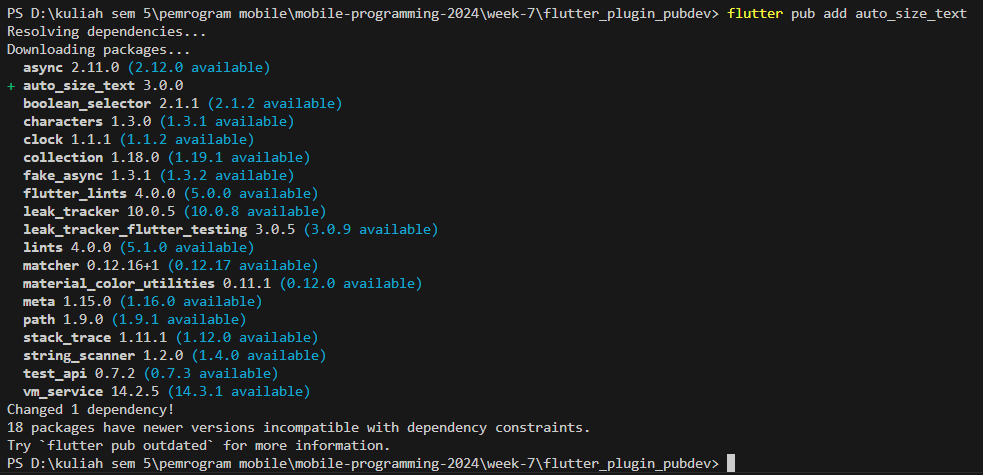 PS D:\kuliah sem 5\pemrogram mobile\mobile-programming-2024\week-7\flutter_plugin_pubdev> flutter pub add auto_size_text
Resolving dependencies...
Downloading packages...
  async 2.11.0 (2.12.0 available)
+ auto_size_text 3.0.0
  boolean_selector 2.1.1 (2.1.2 available)
  characters 1.3.0 (1.3.1 available)
  clock 1.1.1 (1.1.2 available)
  collection 1.18.0 (1.19.1 available)
  fake_async 1.3.1 (1.3.2 available)
  flutter_lints 4.0.0 (5.0.0 available)
  leak_tracker 10.0.5 (10.0.8 available)
  leak_tracker_flutter_testing 3.0.5 (3.0.9 available)
  lints 4.0.0 (5.1.0 available)
  matcher 0.12.16+1 (0.12.17 available)
  material_color_utilities 0.11.1 (0.12.0 available)
  meta 1.15.0 (1.16.0 available)
  path 1.9.0 (1.9.1 available)
  stack_trace 1.11.1 (1.12.0 available)
  string_scanner 1.2.0 (1.4.0 available)
  test_api 0.7.2 (0.7.3 available)
  vm_service 14.2.5 (14.3.1 available)
Changed 1 dependency!
18 packages have newer versions incompatible with dependency constraints.
Try `flutter pub outdated` for more information.
PS D:\kuliah sem 5\pemrogram mobile\mobile-programming-2024\week-7\flutter_plugin_pubdev>